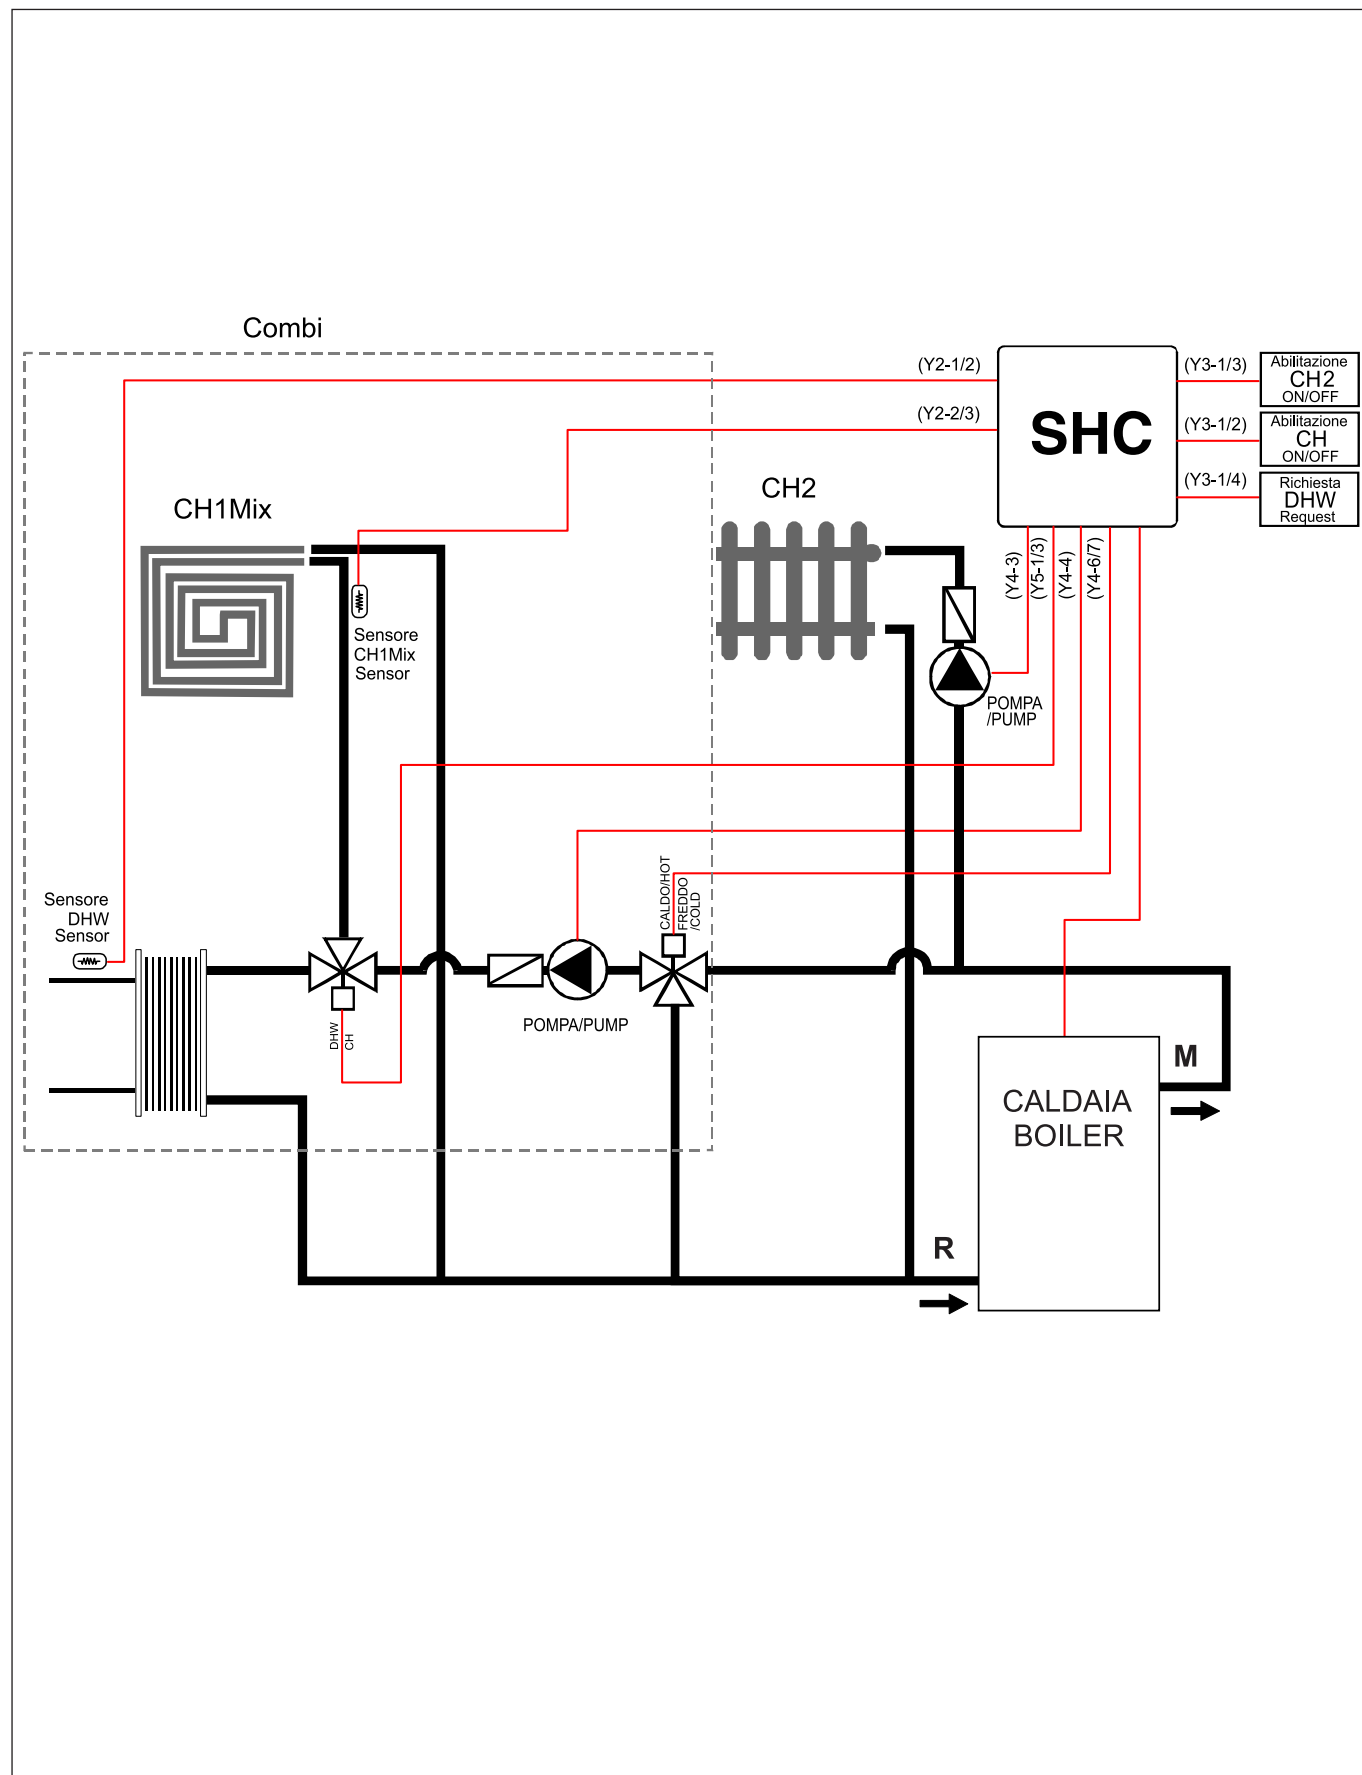 Combi
(Y2-1/2)
(Y2-2/3)
SHC
(Y3-1/3)
(Y3-1/2)
(Y3-1/4)
Abilitazione
CH2
ON/OFF
Abilitazione
CH
ON/OFF
Richiesta
DHW
Request
CH1Mix
CH2
(Y4-3)
(Y5-1/3)
(Y4-4)
(Y4-6/7)
Sensore
CH1Mix
Sensor
POMPA
/PUMP
CALDO/HOT
FREDDO
/COLD
Sensore
DHW
Sensor
POMPA/PUMP
DHW
CH
M
CALDAIA
BOILER
R